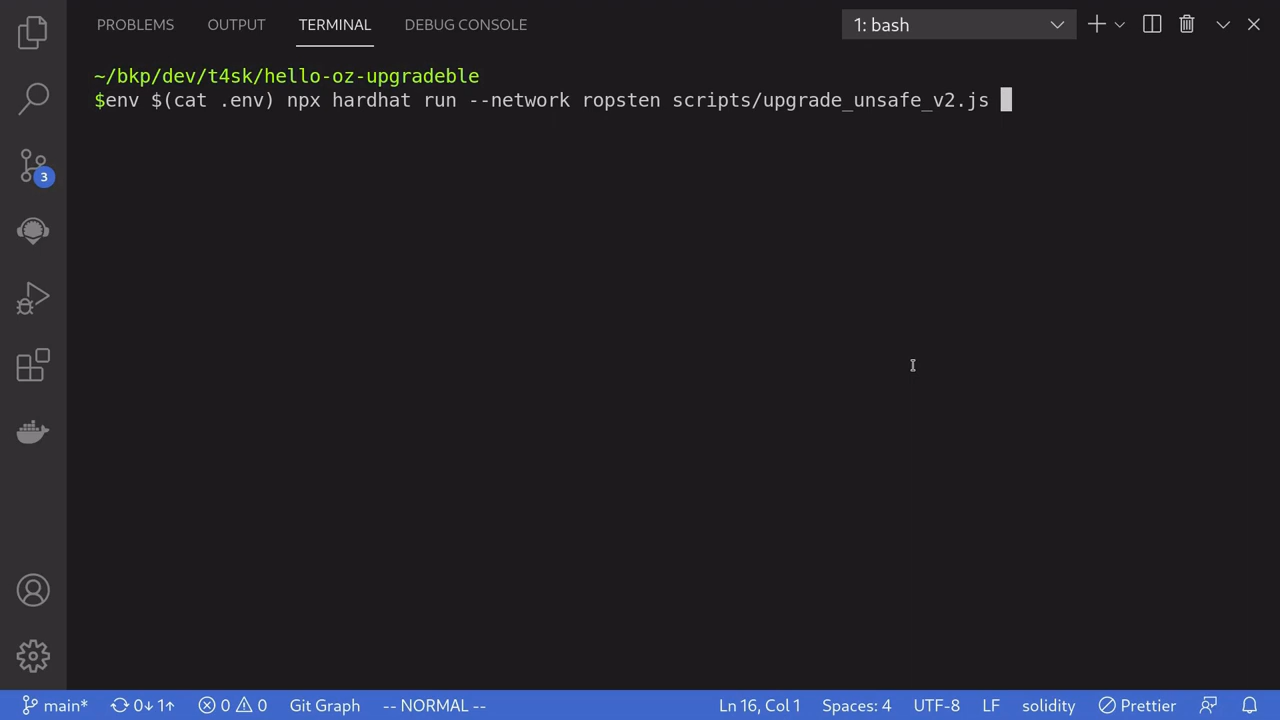 PROBLEMS OUTPUT TERMINAL DEBUG CONSOLE 1: bash
~/bkp/dev/t4sk/hello-oz-upgradeble
$env $(cat .env) npx hardhat run --network ropsten scripts/upgrade_unsafe_v2.js
3
main* 0↓ 1↑ 0 0 Git Graph -- NORMAL -- Ln 16, Col 1 Spaces: 4 UTF-8 LF solidity Prettier